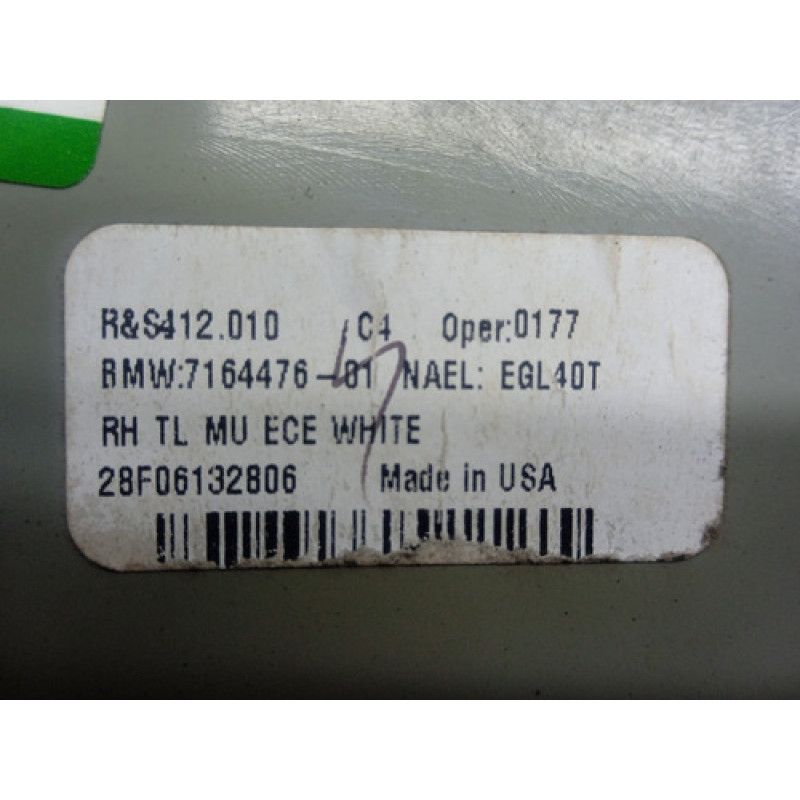 R&S412.010 C4 Oper:0177
BMW:7164476-01 NAEL: EGL40T
RH TL MU ECE WHITE
28F06132806 Made in USA